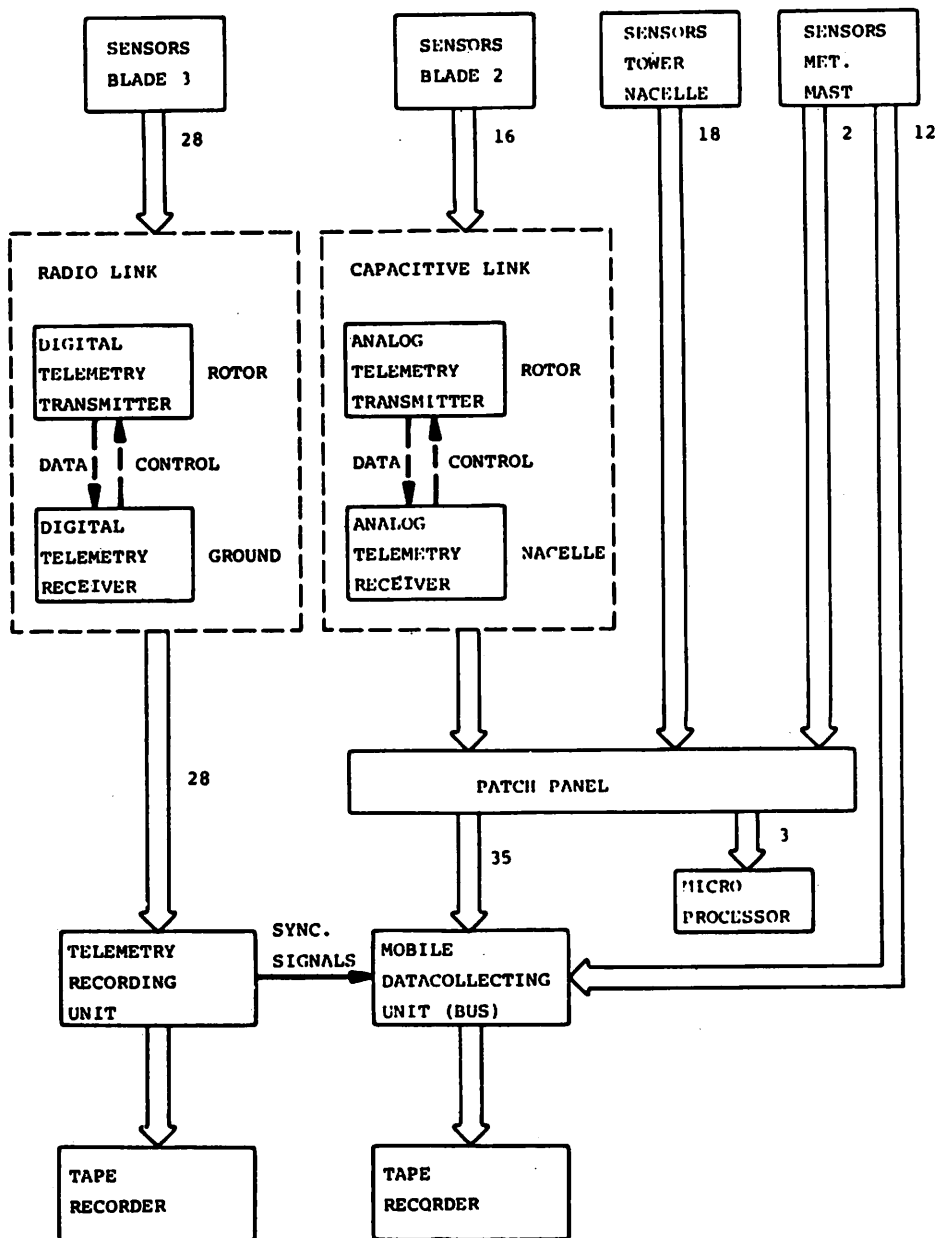 SENSORS
BLADE 3
SENSORS
BLADE 2
SENSORS
TOWER
NACELLE
SENSORS
MET.
MAST
28
16
18
2
12
RADIO LINK
DIGITAL
TELEMETRY
TRANSMITTER
ROTOR
DATA
CONTROL
DIGITAL
TELEMETRY
RECEIVER
GROUND
CAPACITIVE LINK
ANALOG
TELEMETRY
TRANSMITTER
ROTOR
DATA
CONTROL
ANALOG
TELEMETRY
RECEIVER
NACELLE
28
PATCH PANEL
35
3
MICRO
PROCESSOR
TELEMETRY
RECORDING
UNIT
SYNC.
SIGNALS
MOBILE
DATACOLLECTING
UNIT (BUS)
TAPE
RECORDER
TAPE
RECORDER